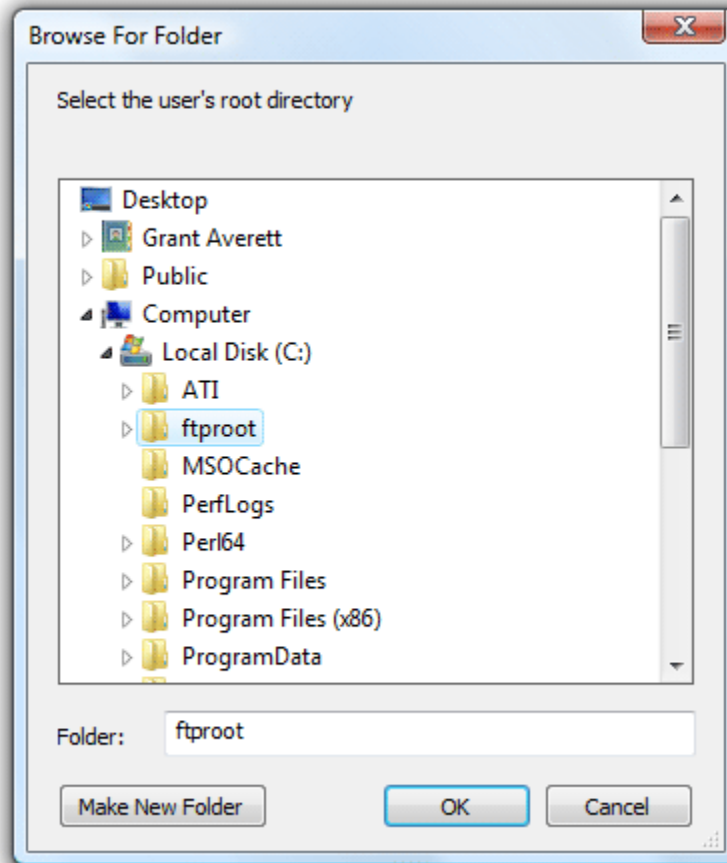 Browse For Folder
Select the user's root directory
Desktop
Grant Averett
Public
Computer
Local Disk (C:)
ATI
ftproot
MSOCache
PerfLogs
Perl64
Program Files
Program Files (x86)
ProgramData
Folder: ftproot
Make New Folder OK Cancel